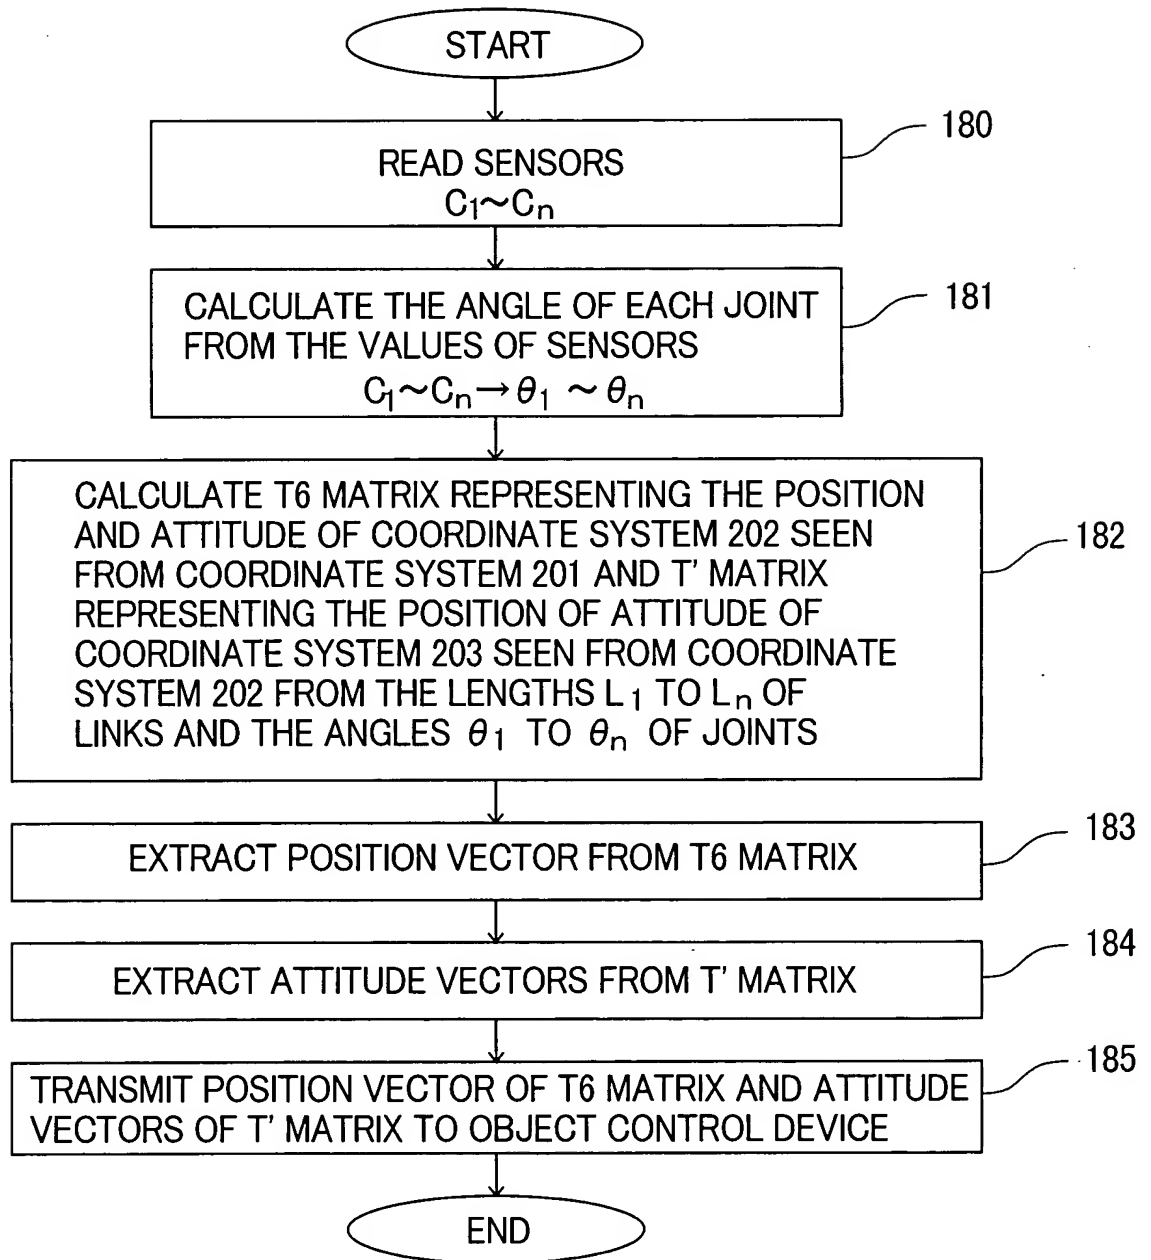 START
180
READ SENSORS
C1~Cn
181
CALCULATE THE ANGLE OF EACH JOINT
FROM THE VALUES OF SENSORS
C1~Cn→θ1 ~θn
182
CALCULATE T6 MATRIX REPRESENTING THE POSITION
AND ATTITUDE OF COORDINATE SYSTEM 202 SEEN
FROM COORDINATE SYSTEM 201 AND T' MATRIX
REPRESENTING THE POSITION OF ATTITUDE OF
COORDINATE SYSTEM 203 SEEN FROM COORDINATE
SYSTEM 202 FROM THE LENGTHS L1 TO Ln OF
LINKS AND THE ANGLES θ1 TO θn OF JOINTS
183
EXTRACT POSITION VECTOR FROM T6 MATRIX
184
EXTRACT ATTITUDE VECTORS FROM T' MATRIX
185
TRANSMIT POSITION VECTOR OF T6 MATRIX AND ATTITUDE
VECTORS OF T' MATRIX TO OBJECT CONTROL DEVICE
END